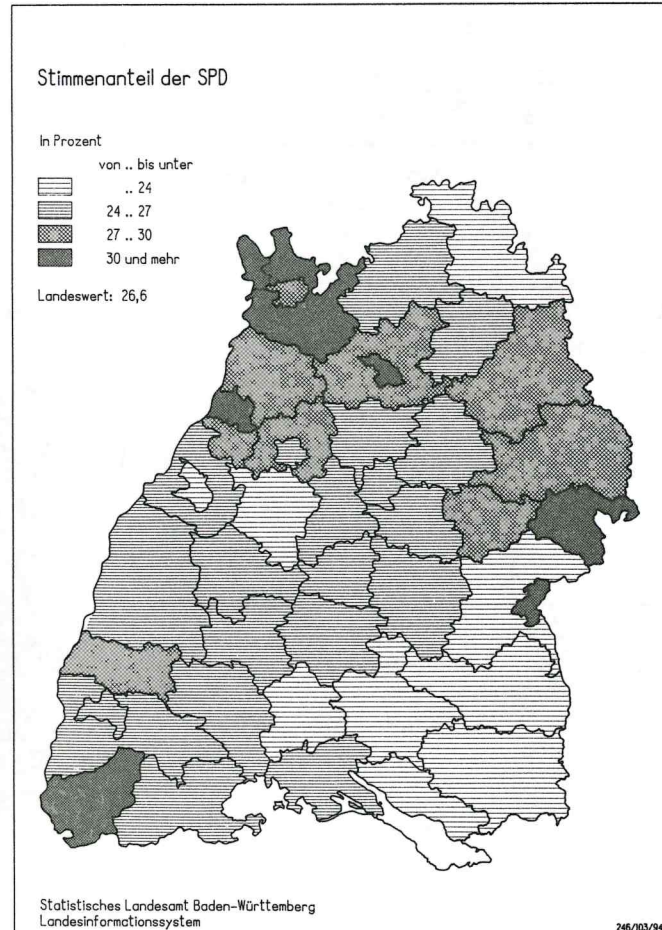 Stimmenanteil der SPD
In Prozent
von .. bis unter
.. 24
24 .. 27
27 .. 30
30 und mehr
Landeswert: 26,6
Statistisches Landesamt Baden-Württemberg
Landesinformationssystem
246/103/94